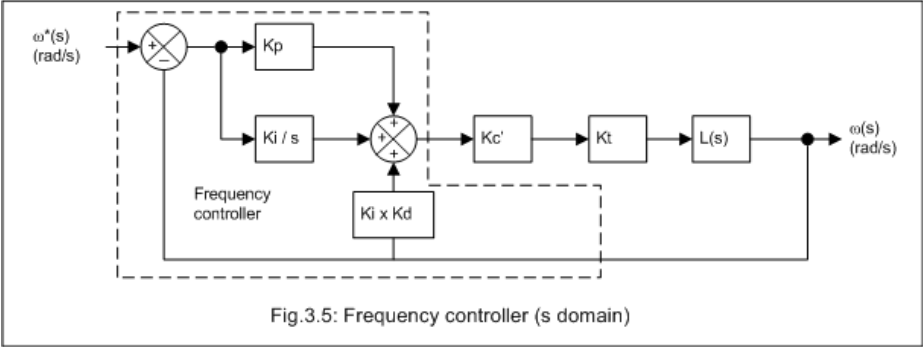 ω*(s)
(rad/s)
+
−
Kp
Ki / s
+
+
+
Kc'
Kt
L(s)
ω(s)
(rad/s)
Frequency
controller
Ki x Kd
Fig.3.5: Frequency controller (s domain)